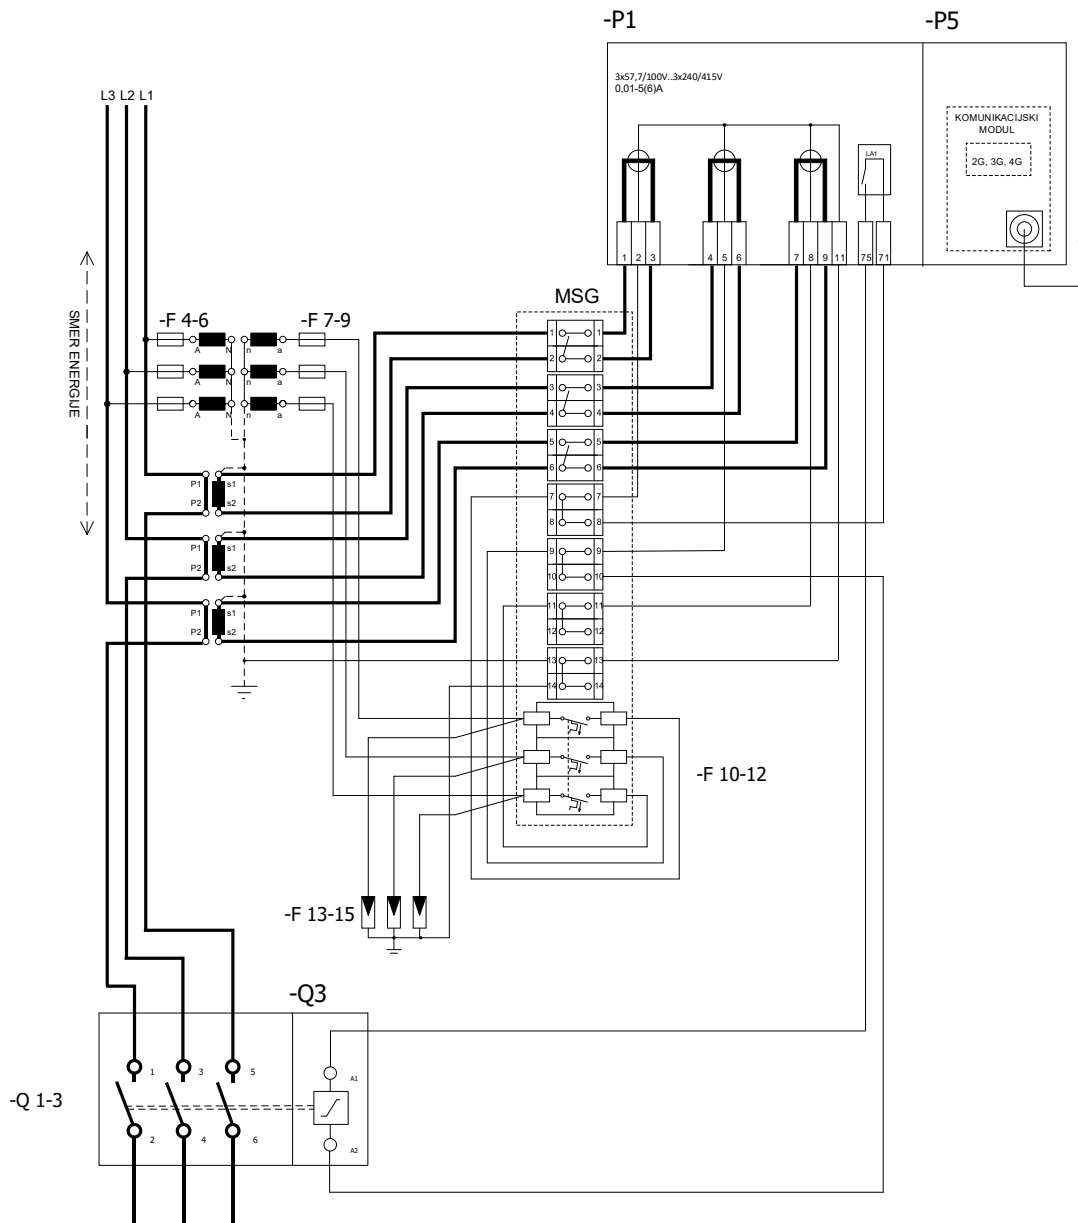 -P1
-P5
3x57,7/100V..3x240/415V
0,01-5(6)A
L3 L2 L1
KOMUNIKACIJSKI
MODUL
2G, 3G, 4G
LA1
1 2 3 4 5 6 7 8 9 11 75 71
MSG
SMER ENERGIJE
-F 4-6
-F 7-9
A N n a
A N n a
A N n a
1 1
2 2
3 3
4 4
5 5
6 6
7 7
8 8
9 9
10 10
11 11
12 12
13 13
14 14
P1 s1
P2 s2
P1 s1
P2 s2
P1 s1
P2 s2
-F 10-12
-F 13-15
-Q3
-Q 1-3
1 3 5
A1
2 4 6
A2